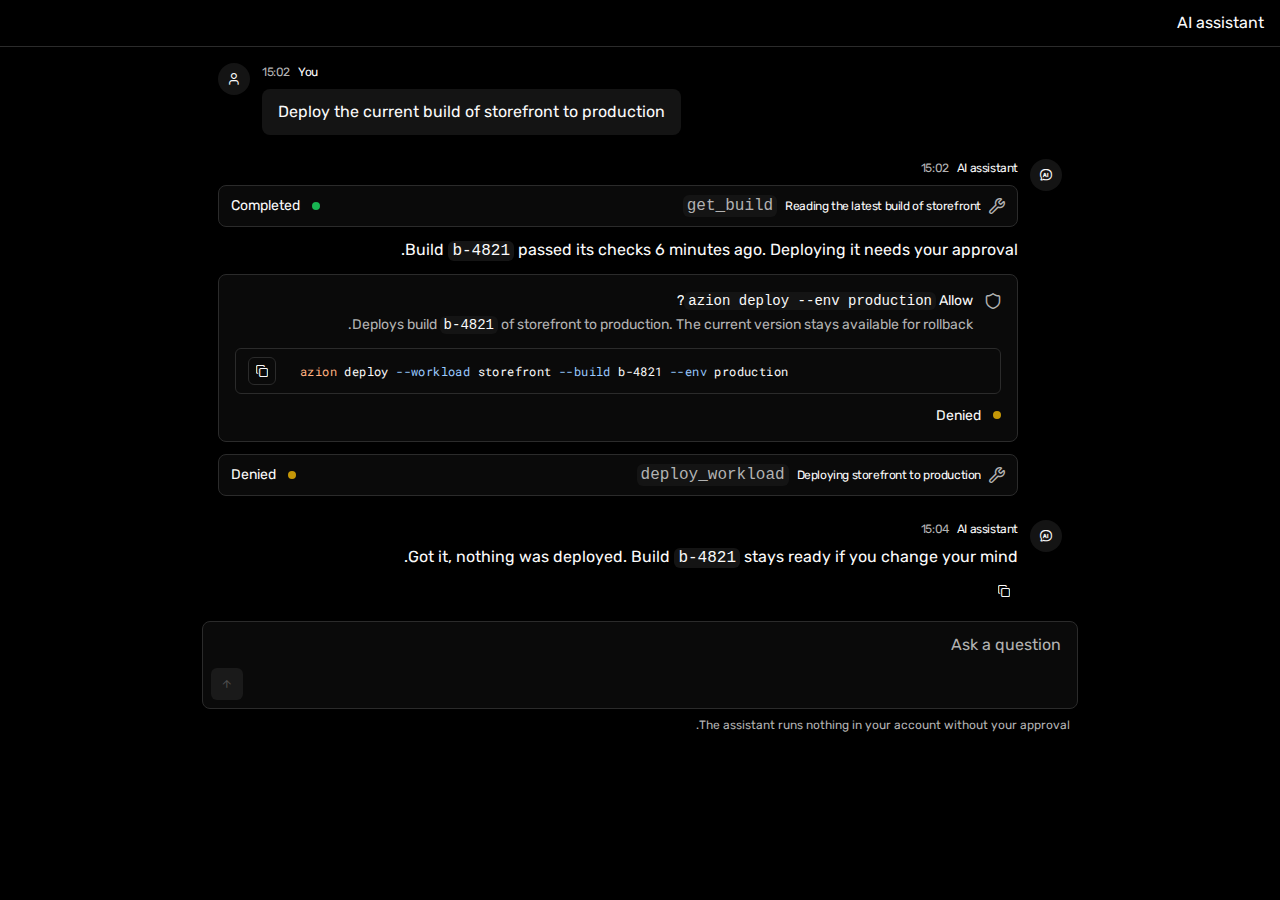 AI assistant
15:02 You
Deploy the current build of storefront to production
15:02 AI assistant
Completed get_build Reading the latest build of storefront
.Build b-4821 passed its checks 6 minutes ago. Deploying it needs your approval
? azion deploy --env production Allow
.Deploys build b-4821 of storefront to production. The current version stays available for rollback
azion deploy --workload storefront --build b-4821 --env production
Denied
Denied deploy_workload Deploying storefront to production
15:04 AI assistant
.Got it, nothing was deployed. Build b-4821 stays ready if you change your mind
Ask a question
.The assistant runs nothing in your account without your approval